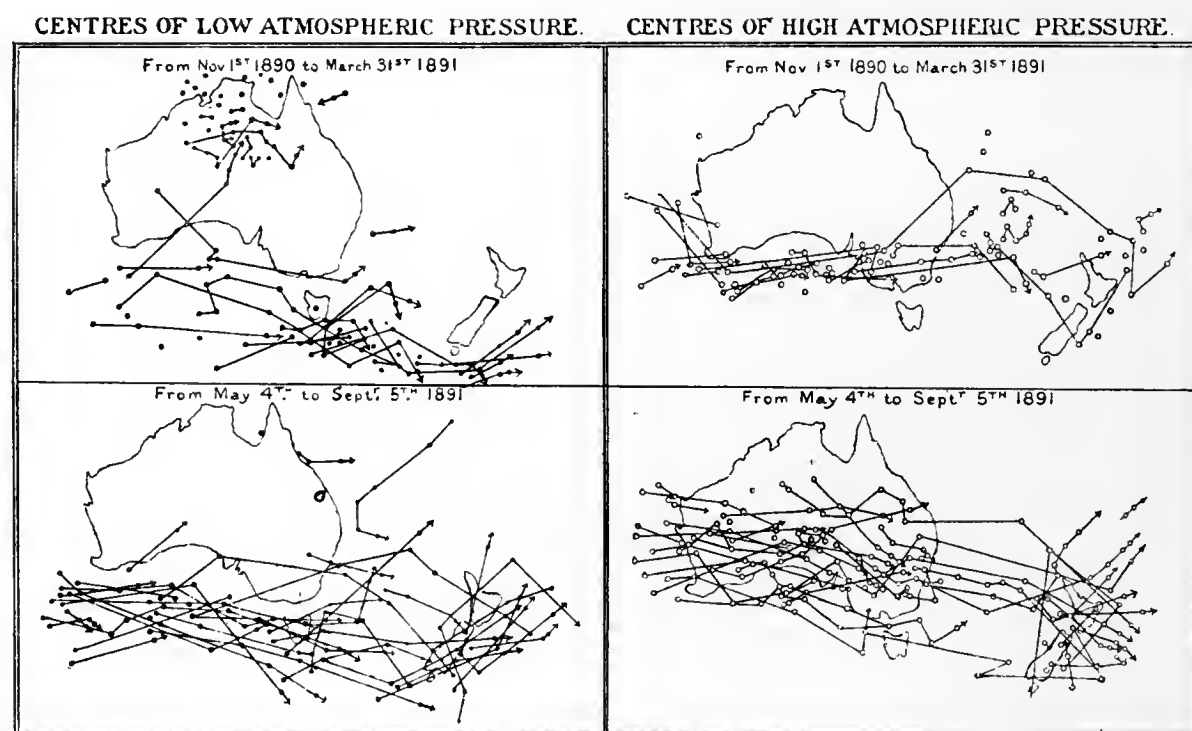 CENTRES OF LOW ATMOSPHERIC PRESSURE.
CENTRES OF HIGH ATMOSPHERIC PRESSURE.
From Nov 1ST 1890 to March 31ST 1891
From Nov 1ST 1890 to March 31ST 1891
From May 4TH to Septr. 5TH 1891
From May 4TH to Septr 5TH 1891